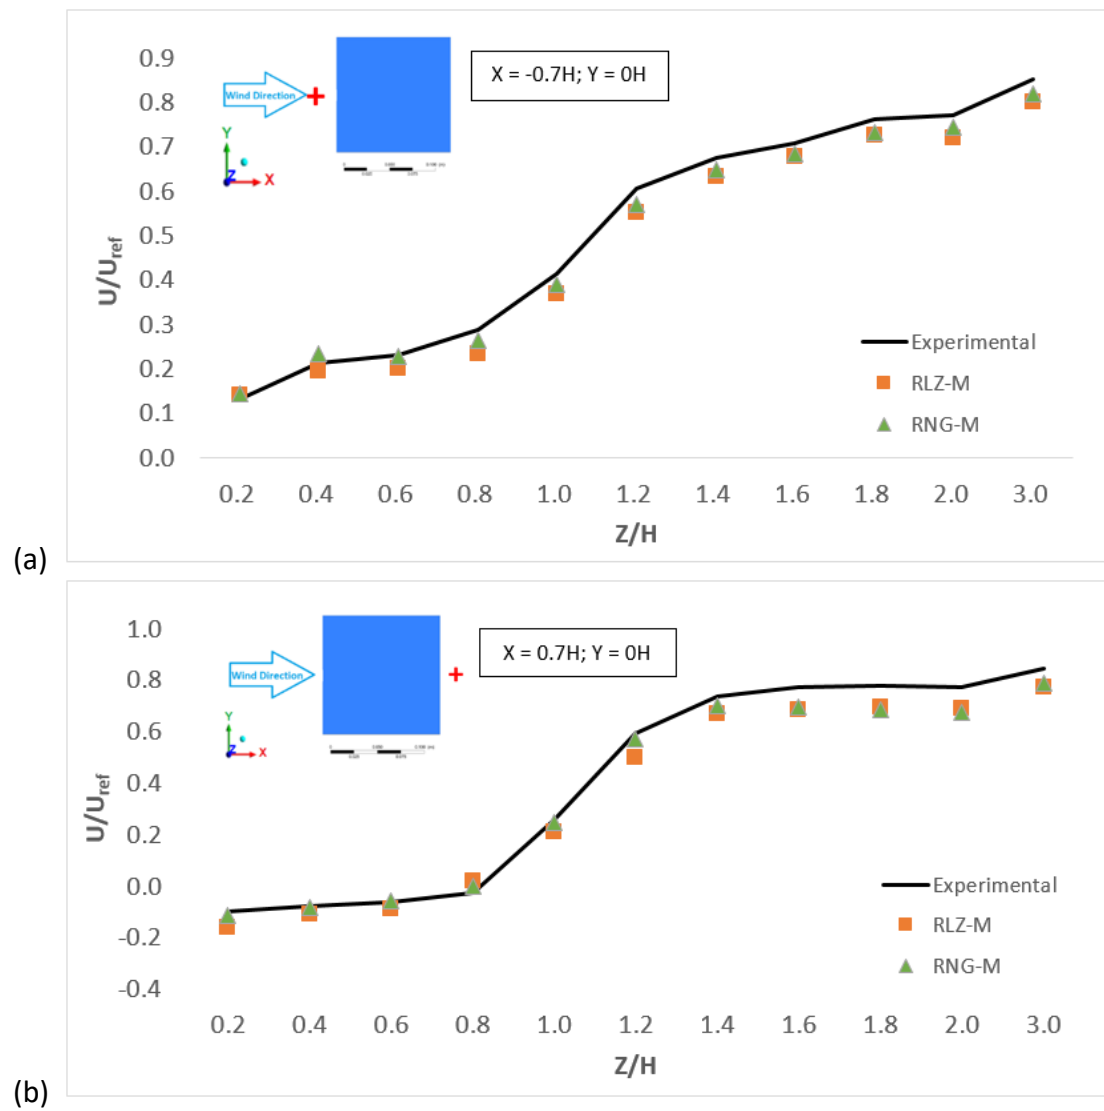 (a)
0.9
0.8
0.7
0.6
0.5
0.4
0.3
0.2
0.1
0.0
U/Uref
Wind Direction
Y
Z
X
X = -0.7H; Y = 0H
Experimental
RLZ-M
RNG-M
0.2 0.4 0.6 0.8 1.0 1.2 1.4 1.6 1.8 2.0 3.0
Z/H
(b)
1.0
0.8
0.6
0.4
0.2
0.0
-0.2
-0.4
U/Uref
Wind Direction
Y
Z
X
X = 0.7H; Y = 0H
Experimental
RLZ-M
RNG-M
0.2 0.4 0.6 0.8 1.0 1.2 1.4 1.6 1.8 2.0 3.0
Z/H